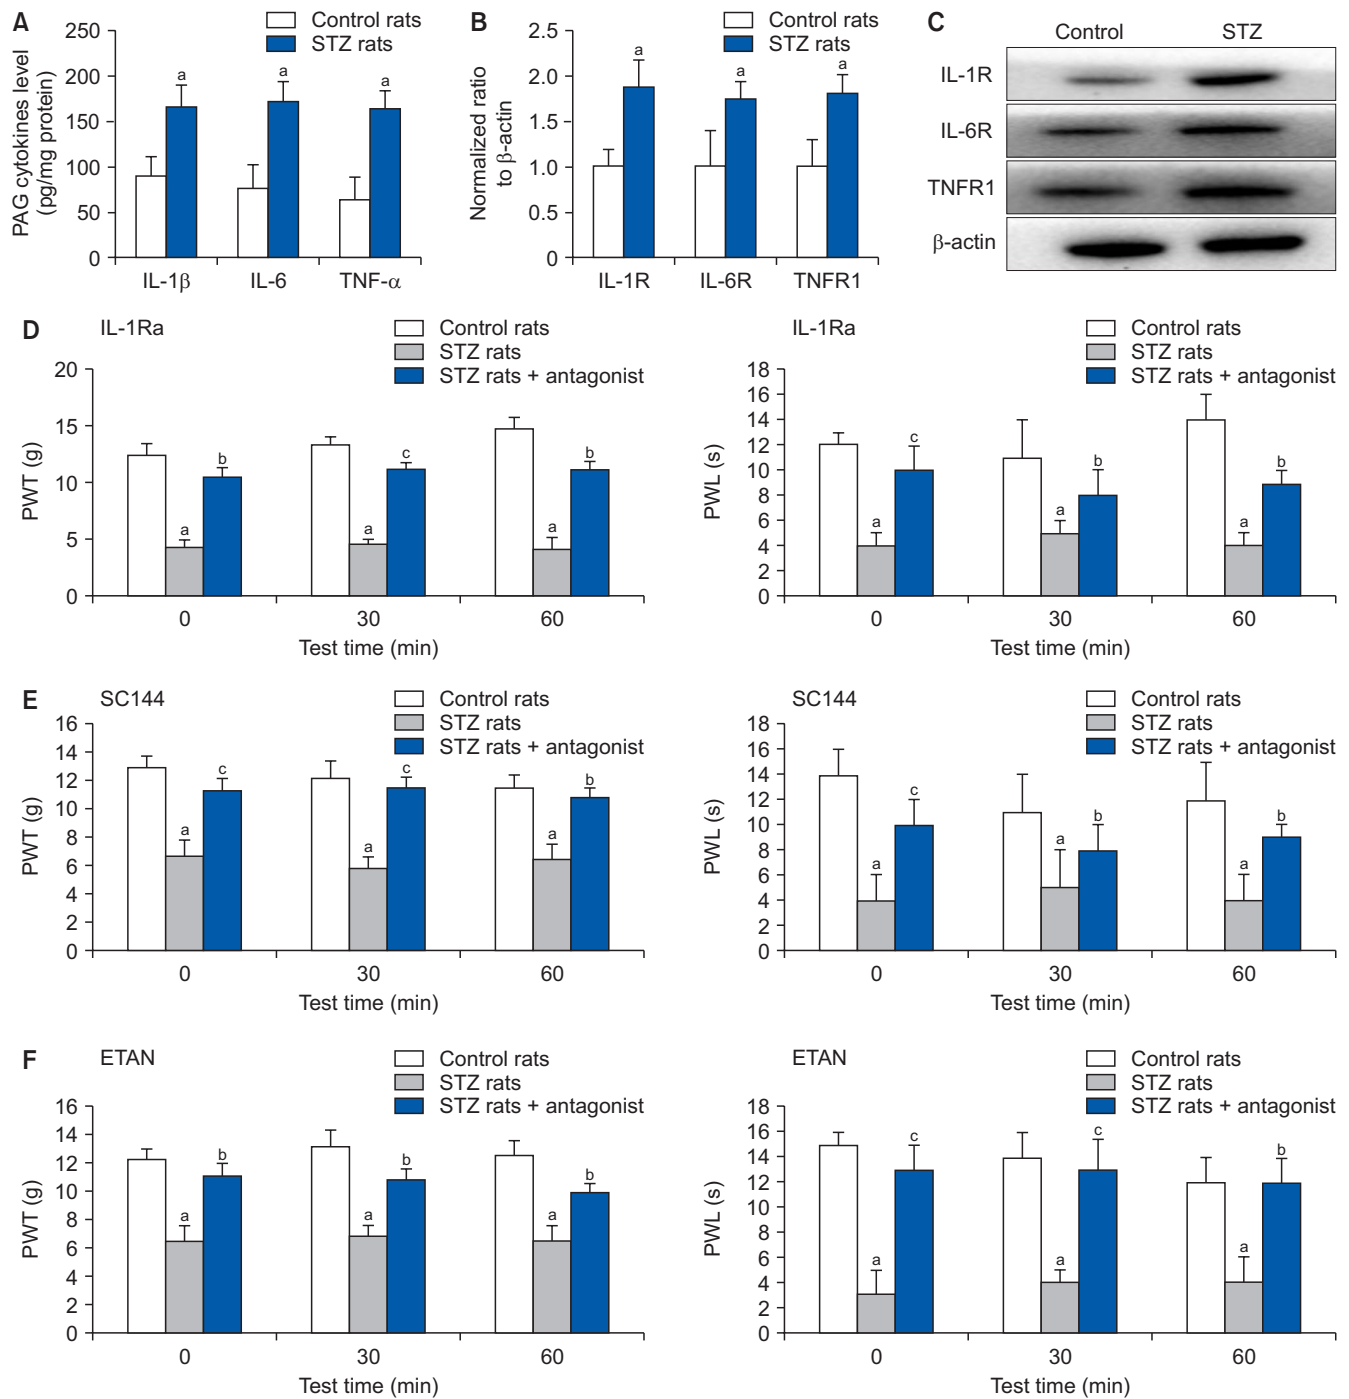 A
Control rats
STZ rats
PAG cytokines level
(pg/mg protein)
250
200
150
100
50
0
a
a
a
IL-1β
IL-6
TNF-α
B
Control rats
STZ rats
Normalized ratio
to β-actin
2.5
2.0
1.5
1.0
0.5
0
a
a
a
IL-1R
IL-6R
TNFR1
C
Control
STZ
IL-1R
IL-6R
TNFR1
β-actin
D
IL-1Ra
Control rats
STZ rats
STZ rats + antagonist
PWT (g)
20
15
10
5
0
a
b
a
c
a
b
0
30
60
Test time (min)
IL-1Ra
Control rats
STZ rats
STZ rats + antagonist
PWL (s)
18
16
14
12
10
8
6
4
2
0
a
c
a
b
a
b
0
30
60
Test time (min)
E
SC144
Control rats
STZ rats
STZ rats + antagonist
PWT (g)
16
14
12
10
8
6
4
2
0
a
c
a
c
a
b
0
30
60
Test time (min)
SC144
Control rats
STZ rats
STZ rats + antagonist
PWL (s)
18
16
14
12
10
8
6
4
2
0
a
c
a
b
a
b
0
30
60
Test time (min)
F
ETAN
Control rats
STZ rats
STZ rats + antagonist
PWT (g)
16
14
12
10
8
6
4
2
0
a
b
a
b
a
b
0
30
60
Test time (min)
ETAN
Control rats
STZ rats
STZ rats + antagonist
PWL (s)
18
16
14
12
10
8
6
4
2
0
a
c
a
c
a
b
0
30
60
Test time (min)